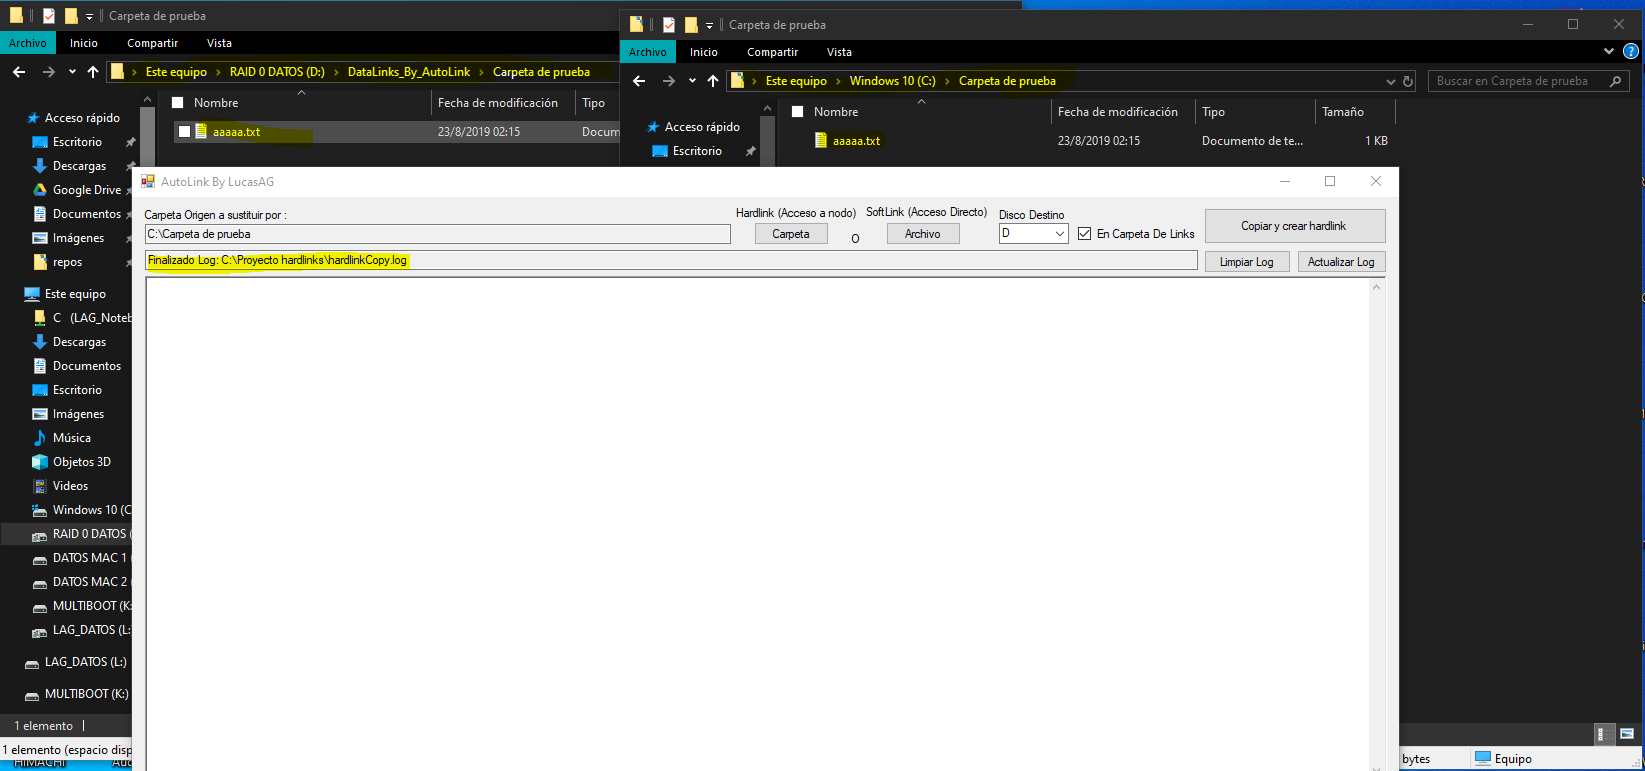 Carpeta de prueba
Archivo Inicio Compartir Vista
Este equipo › RAID 0 DATOS (D:) › DataLinks_By_AutoLink › Carpeta de prueba
Nombre Fecha de modificación Tipo
aaaaa.txt 23/8/2019 02:15 Docum
Acceso rápido
Escritorio
Descargas
Google Drive
Documentos
Imágenes
repos
Este equipo
C (LAG_Noteb
Descargas
Documentos
Escritorio
Imágenes
Música
Objetos 3D
Videos
Windows 10 (C
RAID 0 DATOS (
DATOS MAC 1 (
DATOS MAC 2 (
MULTIBOOT (K:
LAG_DATOS (L:
LAG_DATOS (L:)
MULTIBOOT (K:)
1 elemento
1 elemento (espacio disp
Carpeta de prueba
Archivo Inicio Compartir Vista
Este equipo › Windows 10 (C:) › Carpeta de prueba
Buscar en Carpeta de prueba
Nombre Fecha de modificación Tipo Tamaño
aaaaa.txt 23/8/2019 02:15 Documento de te... 1 KB
Acceso rápido
Escritorio
AutoLink By LucasAG
Carpeta Origen a sustituir por :
Hardlink (Acceso a nodo) SoftLink (Acceso Directo) Disco Destino
C:\Carpeta de prueba Carpeta O Archivo D En Carpeta De Links Copiar y crear hardlink
Finalizado Log: C:\Proyecto hardlinks\hardlinkCopy.log Limpiar Log Actualizar Log
bytes Equipo